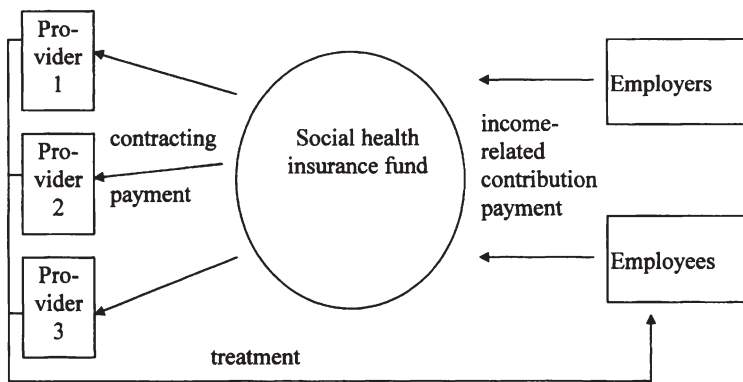 Pro-
vider
1
Pro-
vider
2
Pro-
vider
3
contracting
payment
Social health
insurance fund
income-
related
contribution
payment
Employers
Employees
treatment